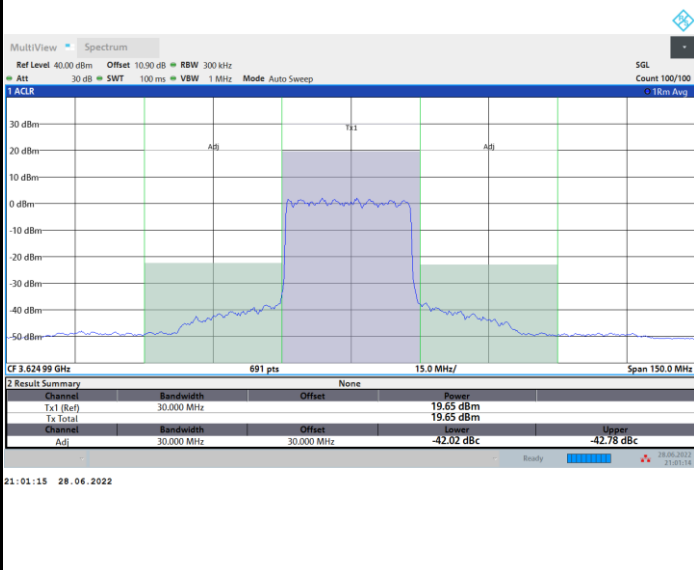 MultiView Spectrum
Ref Level 40.00 dBm Offset 10.90 dB RBW 300 kHz SGL
Att 30 dB SWT 100 ms VBW 1 MHz Mode Auto Sweep Count 100/100
1 ACLR 1Rm Avg
30 dBm
Tx1
20 dBm Adj Adj
10 dBm
0 dBm
-10 dBm
-20 dBm
-30 dBm
-40 dBm
-50 dBm
CF 3.624 99 GHz 691 pts 15.0 MHz/ Span 150.0 MHz
2 Result Summary None
Channel Bandwidth Offset Power
Tx1 (Ref) 30.000 MHz 19.65 dBm
Tx Total 19.65 dBm
Channel Bandwidth Offset Lower Upper
Adj 30.000 MHz 30.000 MHz -42.02 dBc -42.78 dBc
Ready 28.06.2022
21:01:14
21:01:15 28.06.2022